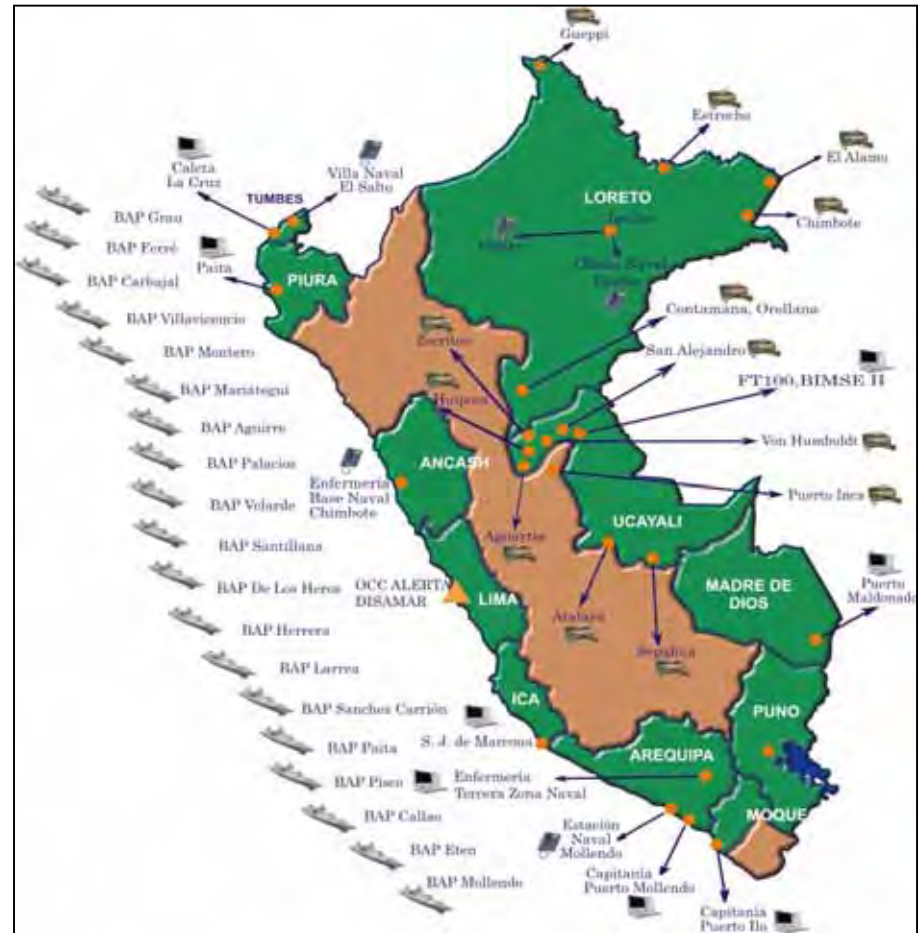 Gueppi
Estrecho
El Alamo
Chimbote
Caleta
La Cruz
Villa Naval
El Salto
TUMBES
LORETO
Paita
PIURA
BAP Grau
BAP Ferré
BAP Carbajal
BAP Villavicencio
BAP Montero
BAP Mariátegui
BAP Aguirre
BAP Palacios
BAP Velarde
BAP Santillana
BAP De Los Heros
BAP Herrera
BAP Larrea
BAP Sanchez Carrión
BAP Paita
BAP Pisco
BAP Callao
BAP Eten
BAP Mollendo
Contamana, Orellana
San Alejandro
FT100,BIMSE II
Von Humboldt
Puerto Inca
ANCASH
Enfermería
Base Naval
Chimbote
Aguaytia
UCAYALI
OCC ALERTA
DISAMAR
LIMA
Atalaya
Sepahua
MADRE DE
DIOS
Puerto
Maldonado
ICA
S. J. de Marcona
PUNO
AREQUIPA
Enfermería
Tercera Zona Naval
MOQUE
Estación
Naval
Mollendo
Capitanía
Puerto Mollendo
Capitanía
Puerto Ilo